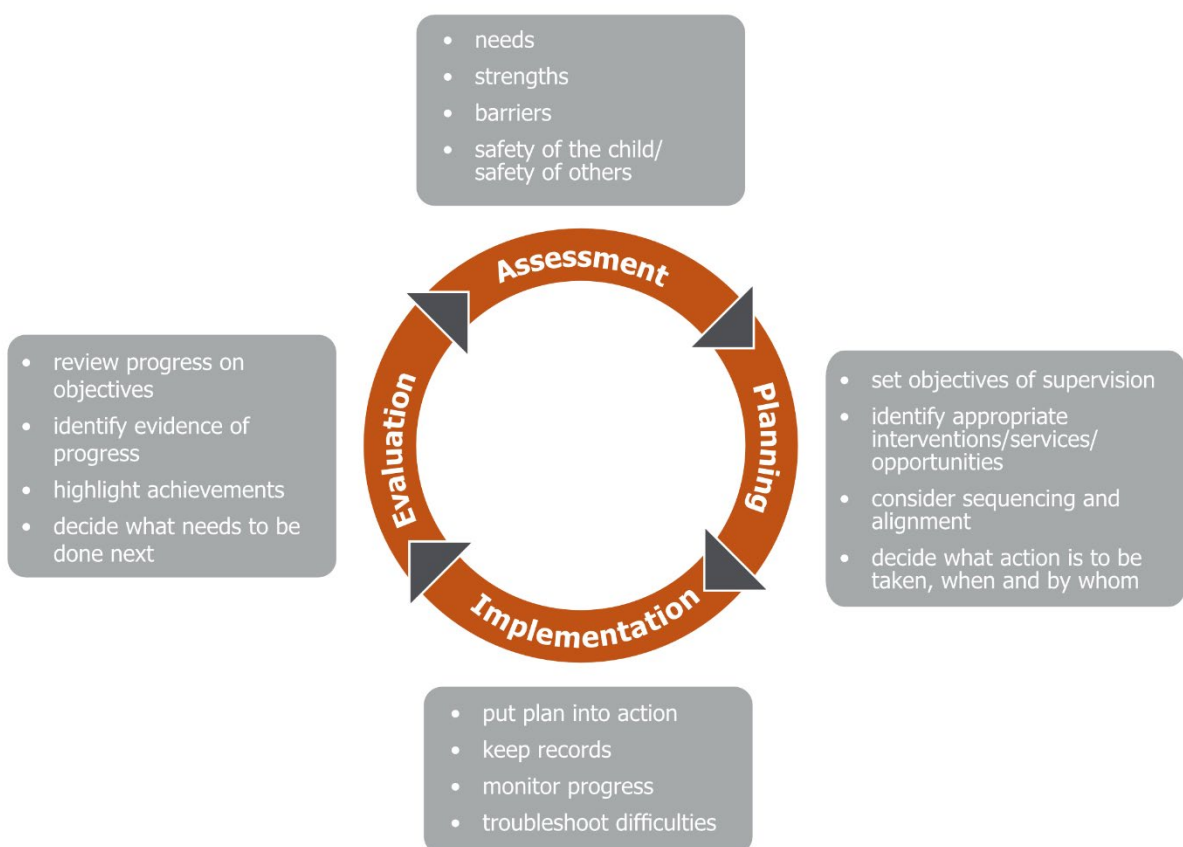 • needs
• strengths
• barriers
• safety of the child/
safety of others
Assessment
Planning
Implementation
Evaluation
• review progress on
objectives
• identify evidence of
progress
• highlight achievements
• decide what needs to be
done next
• set objectives of supervision
• identify appropriate
interventions/services/
opportunities
• consider sequencing and
alignment
• decide what action is to be
taken, when and by whom
• put plan into action
• keep records
• monitor progress
• troubleshoot difficulties